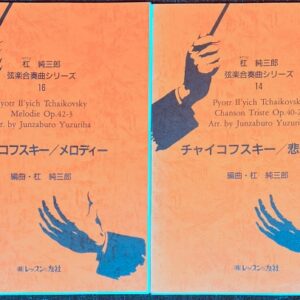 杠 純三郎
弦楽合奏曲シリーズ
16
Pyotr Il'yich Tchaikovsky
Melodie Op.42-3
Arr. by Junzaburo Yuzuriha
コフスキー／メロディー
編曲・杠 純三郎
㈱レッスンの友社
杠 純三郎
弦楽合奏曲シリーズ
14
Pyotr Il'yich Tchaikovs
Chanson Triste Op.40-2
Arr. by Junzaburo Yuzuri
チャイコフスキー／悲
編曲・杠 純三郎
㈱レッスンの友社